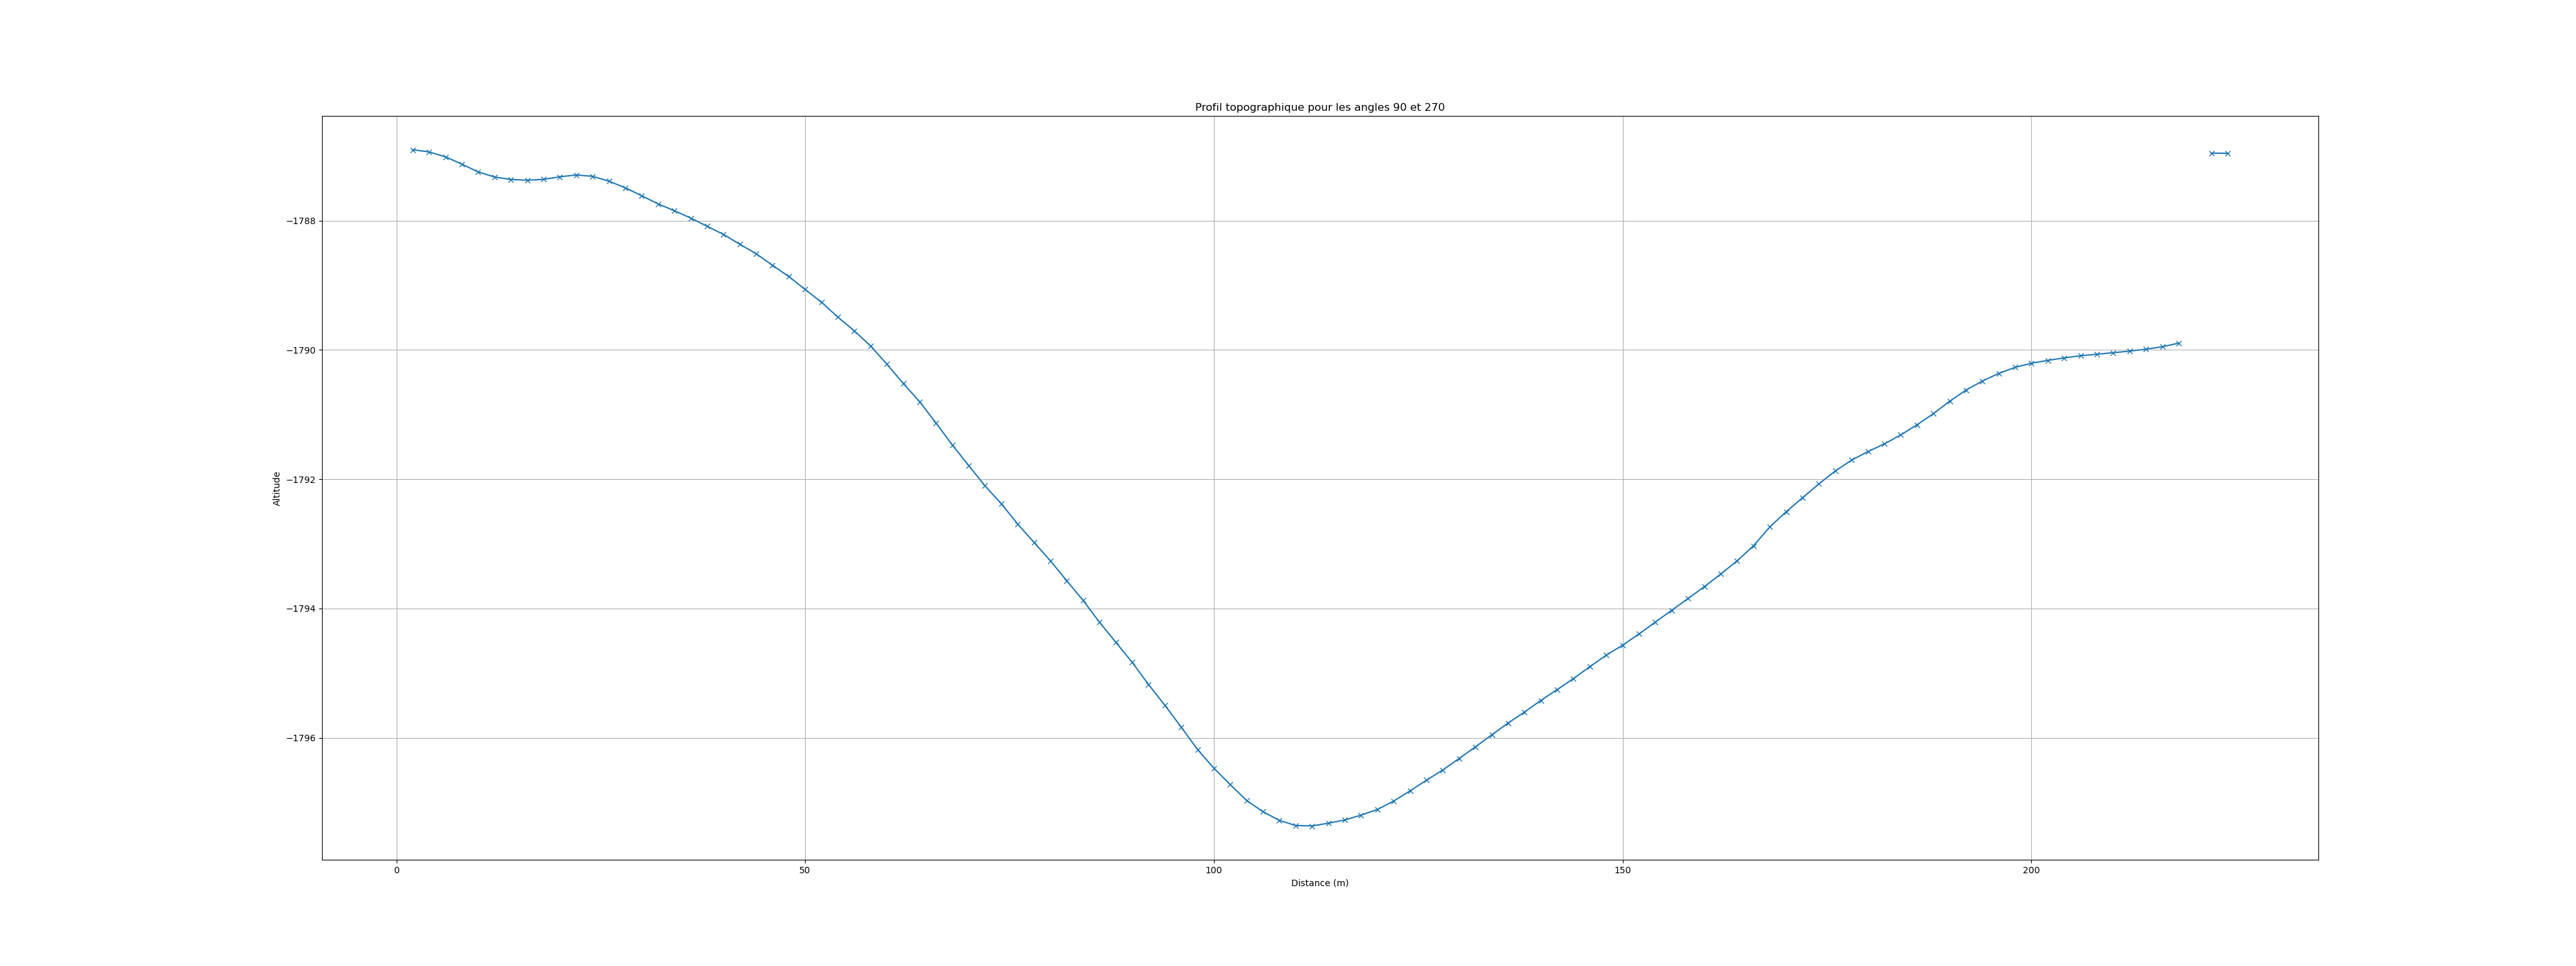 Profil topographique pour les angles 90 et 270
−1788
−1790
−1792
−1794
−1796
Altitude
0 50 100 150 200
Distance (m)